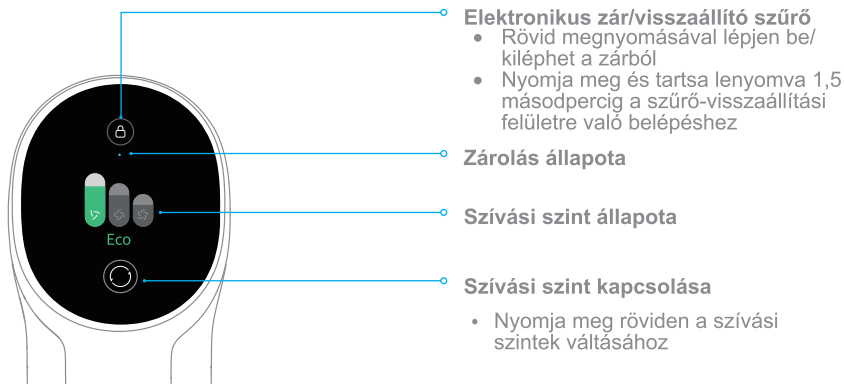 Elektronikus zár/visszaállító szűrő
• Rövid megnyomásával lépjen be/
kiléphet a zárból
• Nyomja meg és tartsa lenyomva 1,5
másodpercig a szűrő-visszaállítási
felületre való belépéshez
Zárolás állapota
Szívási szint állapota
Eco
Szívási szint kapcsolása
• Nyomja meg röviden a szívási
szintek váltásához